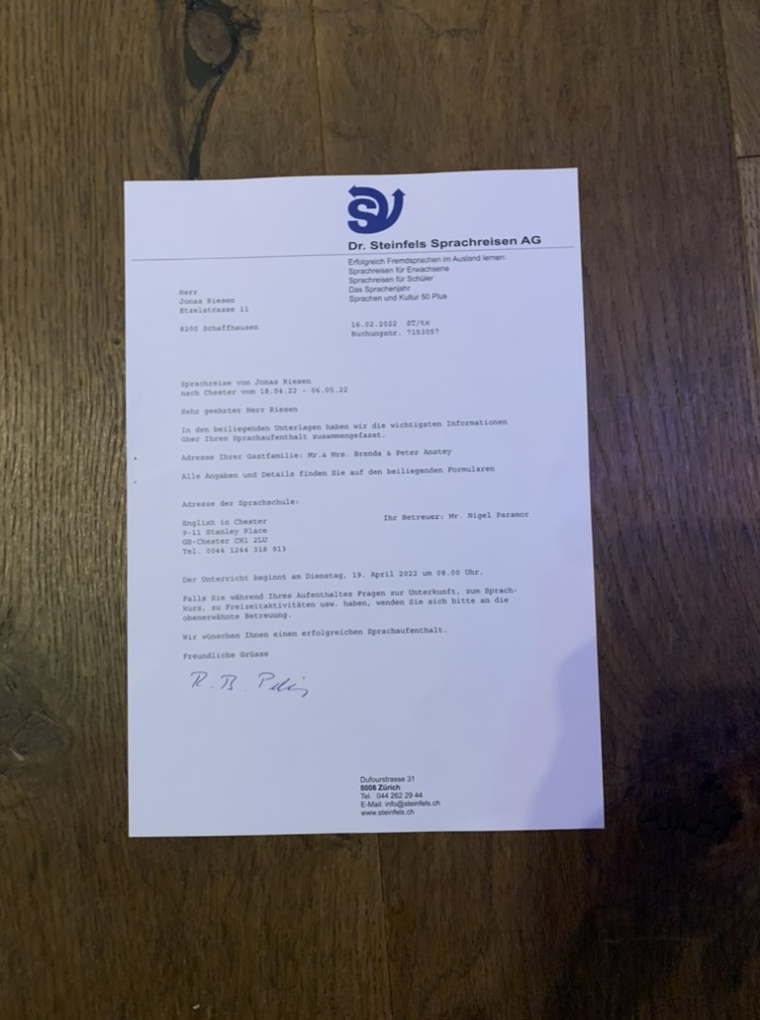 Dr. Steinfels Sprachreisen AG
Erfolgreich Fremdsprachen im Ausland lernen:
Sprachreisen für Erwachsene
Sprachreisen für Schüler
Das Sprachenjahr
Sprachen und Kultur 50 Plus
Herr
Jonas Riesen
Etzelstrasse 11
8200 Schaffhausen
16.02.2022 ST/ts
Buchungsnr. 7153057
Sprachreise von Jonas Riesen
nach Chester vom 18.04.22 - 06.05.22
Sehr geehrter Herr Riesen
In den beiliegenden Unterlagen haben wir die wichtigsten Informationen
über Ihren Sprachaufenthalt zusammengefasst.
Adresse Ihrer Gastfamilie: Mr.& Mrs. Brenda & Peter Anstey
Alle Angaben und Details finden Sie auf den beiliegenden Formularen
Adresse der Sprachschule:
English in Chester
9-11 Stanley Place
GB-Chester CH1 2LU
Tel. 0044 1244 318 913
Ihr Betreuer: Mr. Nigel Paramor
Der Unterricht beginnt am Dienstag, 19. April 2022 um 08.00 Uhr.
Falls Sie während Ihres Aufenthaltes Fragen zur Unterkunft, zum Sprach-
kurs, zu Freizeitaktivitäten usw. haben, wenden Sie sich bitte an die
obenerwähnte Betreuung.
Wir wünschen Ihnen einen erfolgreichen Sprachaufenthalt.
Freundliche Grüsse
R. B.
Dufourstrasse 31
8008 Zürich
Tel. 044 262 29 44
E-Mail: info@steinfels.ch
www.steinfels.ch